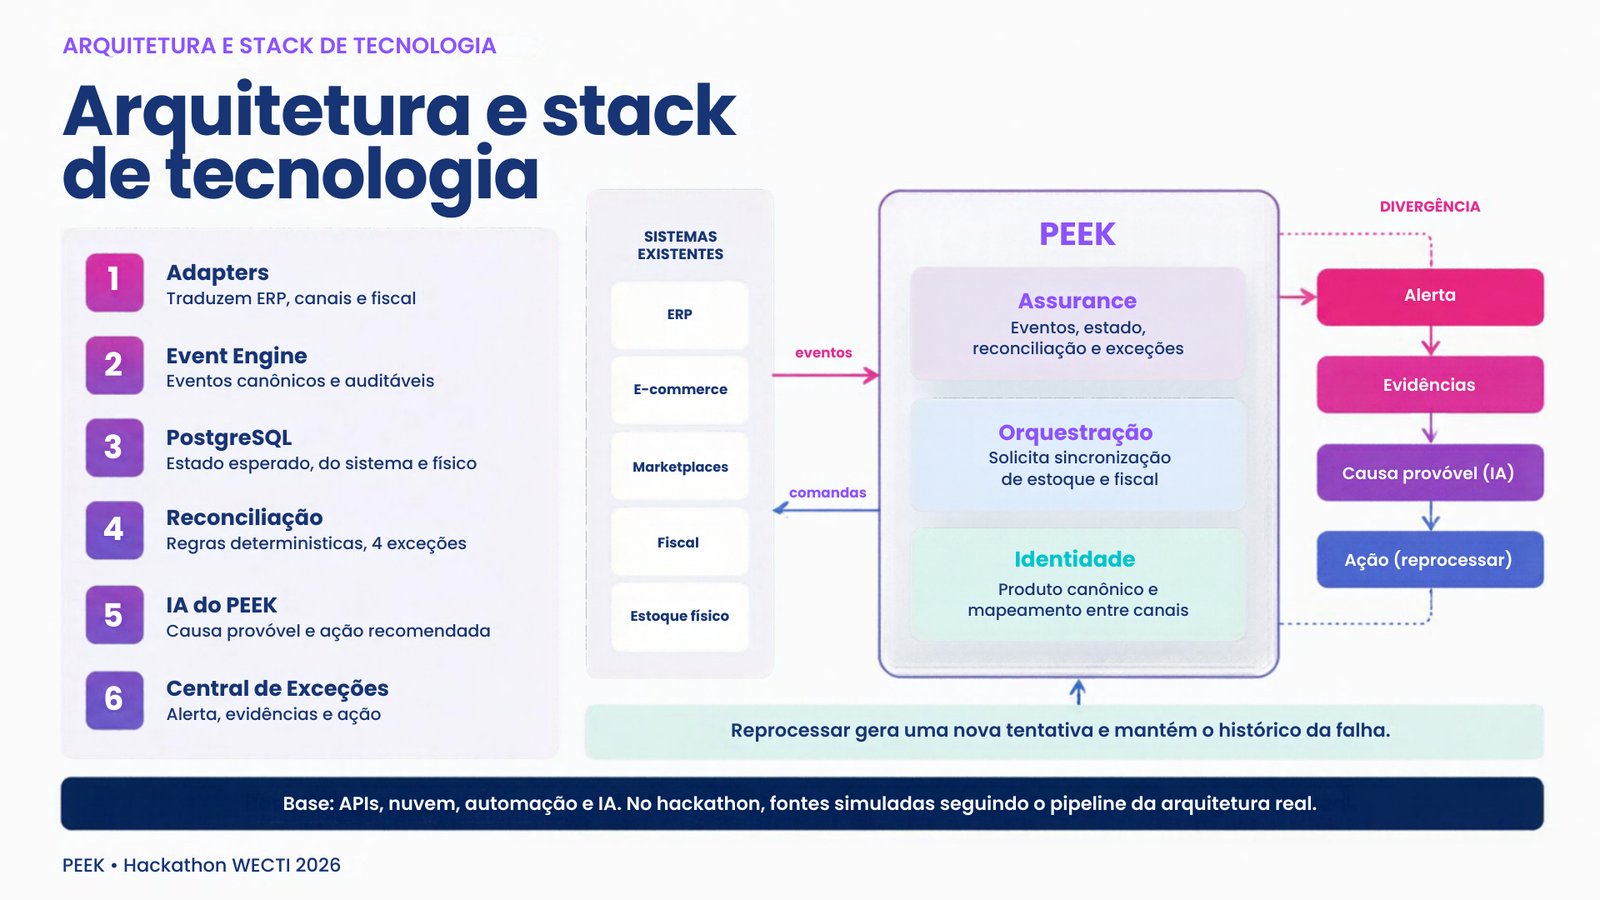 ARQUITETURA E STACK DE TECNOLOGIA
Arquitetura e stack
de tecnologia
1
Adapters
Traduzem ERP, canais e fiscal
2
Event Engine
Eventos canônicos e auditáveis
3
PostgreSQL
Estado esperado, do sistema e físico
4
Reconciliação
Regras deterministicas, 4 exceções
5
IA do PEEK
Causa provóvel e ação recomendada
6
Central de Exceções
Alerta, evidências e ação
SISTEMAS
EXISTENTES
ERP
E-commerce
Marketplaces
Fiscal
Estoque físico
eventos
comandas
PEEK
Assurance
Eventos, estado,
reconciliação e exceções
Orquestração
Solicita sincronização
de estoque e fiscal
Identidade
Produto canônico e
mapeamento entre canais
DIVERGÊNCIA
Alerta
Evidências
Causa provóvel (IA)
Ação (reprocessar)
Reprocessar gera uma nova tentativa e mantém o histórico da falha.
Base: APIs, nuvem, automação e IA. No hackathon, fontes simuladas seguindo o pipeline da arquitetura real.
PEEK • Hackathon WECTI 2026